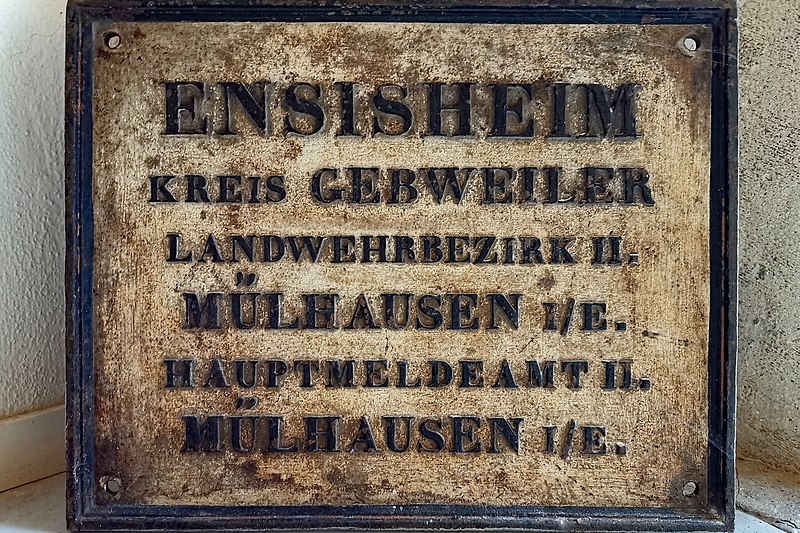 ENSISHEIM
KREIS GEBWEILER
LANDWEHRBEZIRK II.
MÜLHAUSEN I/E.
HAUPTMELDEAMT II.
MÜLHAUSEN I/E.